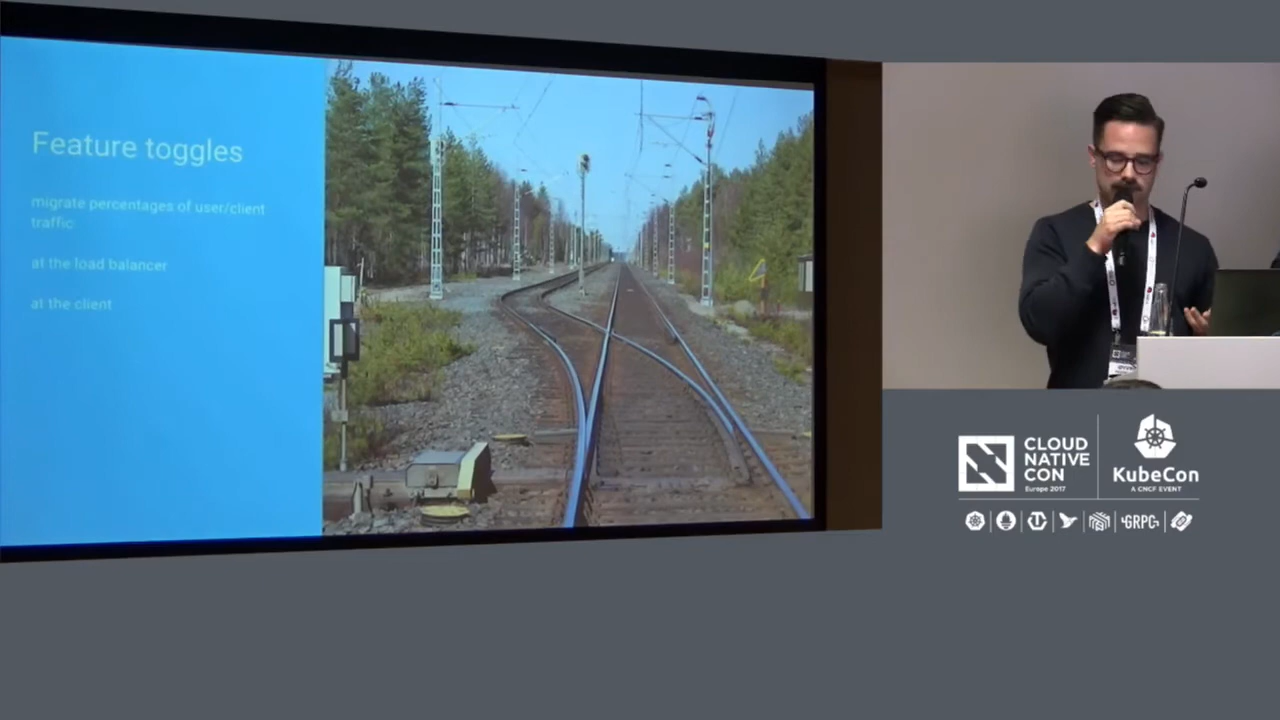 Feature toggles
migrate percentages of user/client
traffic
at the load balancer
at the client
CLOUD
NATIVE
CON
Europe 2017
KubeCon
A CNCF EVENT
GRPC